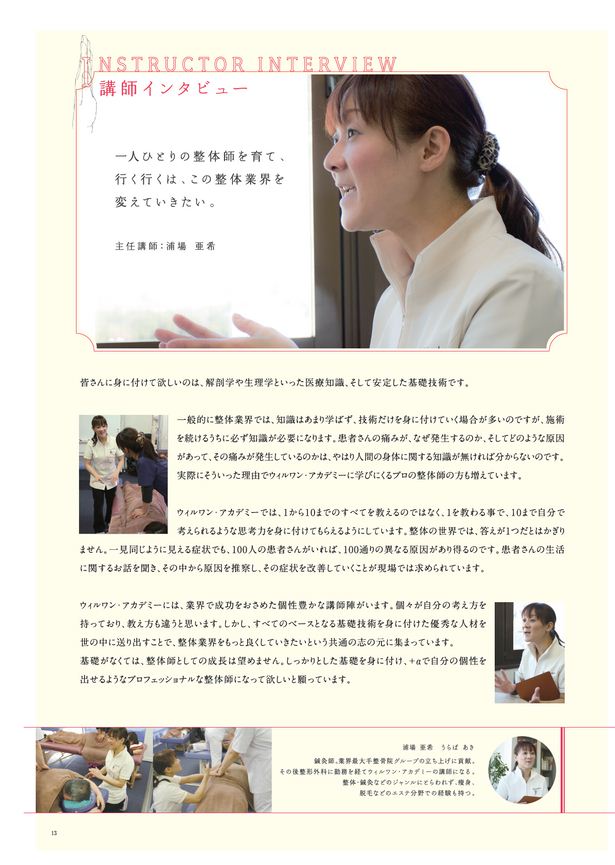 INSTRUCTOR INTERVIEW
講師インタビュー
一人ひとりの整体師を育て、
行く行くは、この整体業界を
変えていきたい。
主任講師：浦場 亜希
皆さんに身に付けて欲しいのは、解剖学や生理学といった医療知識、そして安定した基礎技術です。
一般的に整体業界では、知識はあまり学ばず、技術だけを身に付けていく場合が多いのですが、施術
を続けるうちに必ず知識が必要になります。患者さんの痛みが、なぜ発生するのか、そしてどのような原因
があって、その痛みが発生しているのかは、やはり人間の身体に関する知識が無ければ分からないのです。
実際にそういった理由でウィルワン・アカデミーに学びにくるプロの整体師の方も増えています。
ウィルワン・アカデミーでは、1から10までのすべてを教えるのではなく、1を教わる事で、10まで自分で
考えられるような思考力を身に付けてもらえるようにしています。整体の世界では、答えが1つだとはかぎり
ません。一見同じように見える症状でも、100人の患者さんがいれば、100通りの異なる原因があり得るのです。患者さんの生活
に関するお話を聞き、その中から原因を推察し、その症状を改善していくことが現場では求められています。
ウィルワン・アカデミーには、業界で成功をおさめた個性豊かな講師陣がいます。個々が自分の考え方を
持っており、教え方も違うと思います。しかし、すべてのベースとなる基礎技術を身に付けた優秀な人材を
世の中に送り出すことで、整体業界をもっと良くしていきたいという共通の志の元に集まっています。
基礎がなくては、整体師としての成長は望めません。しっかりとした基礎を身に付け、+αで自分の個性を
出せるようなプロフェッショナルな整体師になって欲しいと願っています。
浦場 亜希 うらば あき
鍼灸師。業界最大手整骨院グループの立ち上げに貢献。
その後整形外科に勤務を経てウィルワン・アカデミーの講師になる。
整体・鍼灸などのジャンルにとらわれず、痩身、
脱毛などのエステ分野での経験も持つ。
13